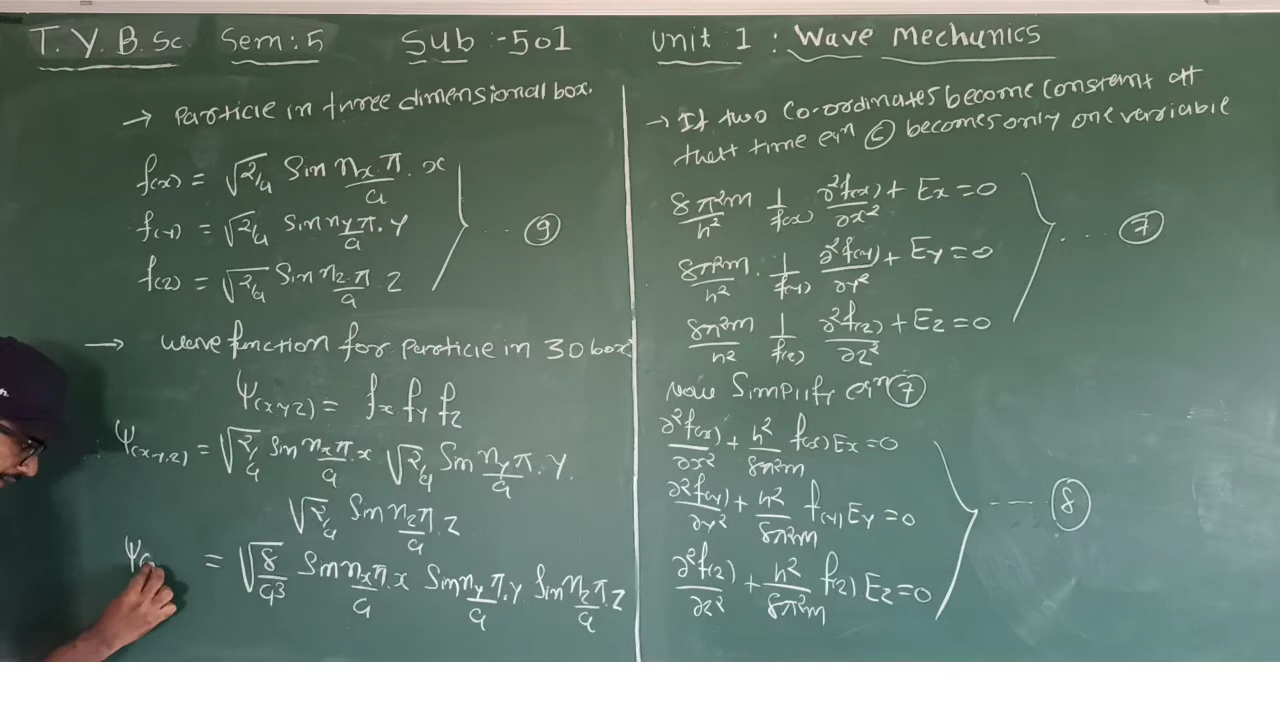 T.Y.B.Sc. Sem:5 Sub:-501 Unit 1: Wave Mechanics
→ Particle in three dimensional box.
f(x) = √2/a Sin nxπ/a . x
f(y) = √2/a Sin nyπ/a . y
f(z) = √2/a Sin nz.π/a . z
... ⑨
→ wave function for particle in 3D box
Ψ(xyz) = fx fy fz
Ψ(x,y,z) = √2/a Sin nxπ/a . x √2/a Sin nyπ/a . y.
√2/a Sin nzπ/a . z
Ψ( = √8/a³ Sin nxπ/a . x Sin nyπ/a . y Sin nzπ/a . z
→ If two co-ordinates become constant at
that time eqn ⑥ becomes only one variable
8π²m/h² 1/f(x) ∂²f(x)/∂x² + Ex = 0
8π²m/h² . 1/f(y) ∂²f(y)/∂y² + Ey = 0
8π²m/h² 1/f(z) ∂²f(z)/∂z² + Ez = 0
.... ⑦
Now Simplify eqn ⑦
∂²f(x)/∂x² + h²/8π²m f(x) Ex = 0
∂²f(y)/∂y² + h²/8π²m f(y) Ey = 0
∂²f(z)/∂z² + h²/8π²m f(z) Ez = 0
---- ⑧